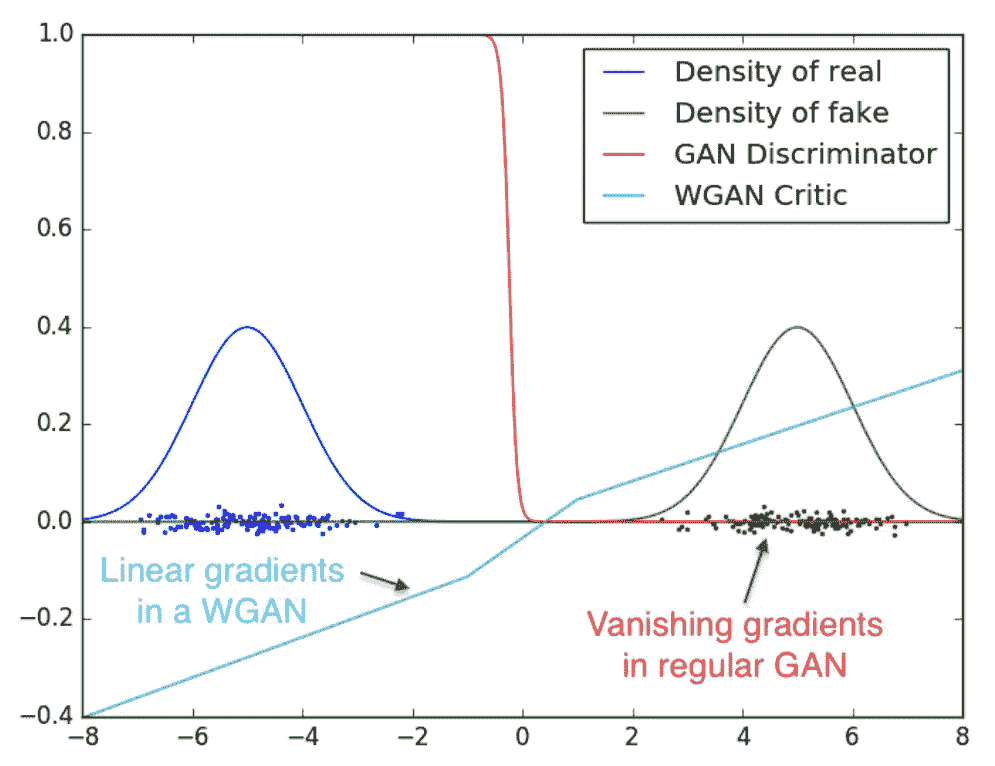 1.0
0.8
0.6
0.4
0.2
0.0
−0.2
−0.4
−8
−6
−4
−2
0
2
4
6
8
Density of real
Density of fake
GAN Discriminator
WGAN Critic
Linear gradients
in a WGAN
Vanishing gradients
in regular GAN